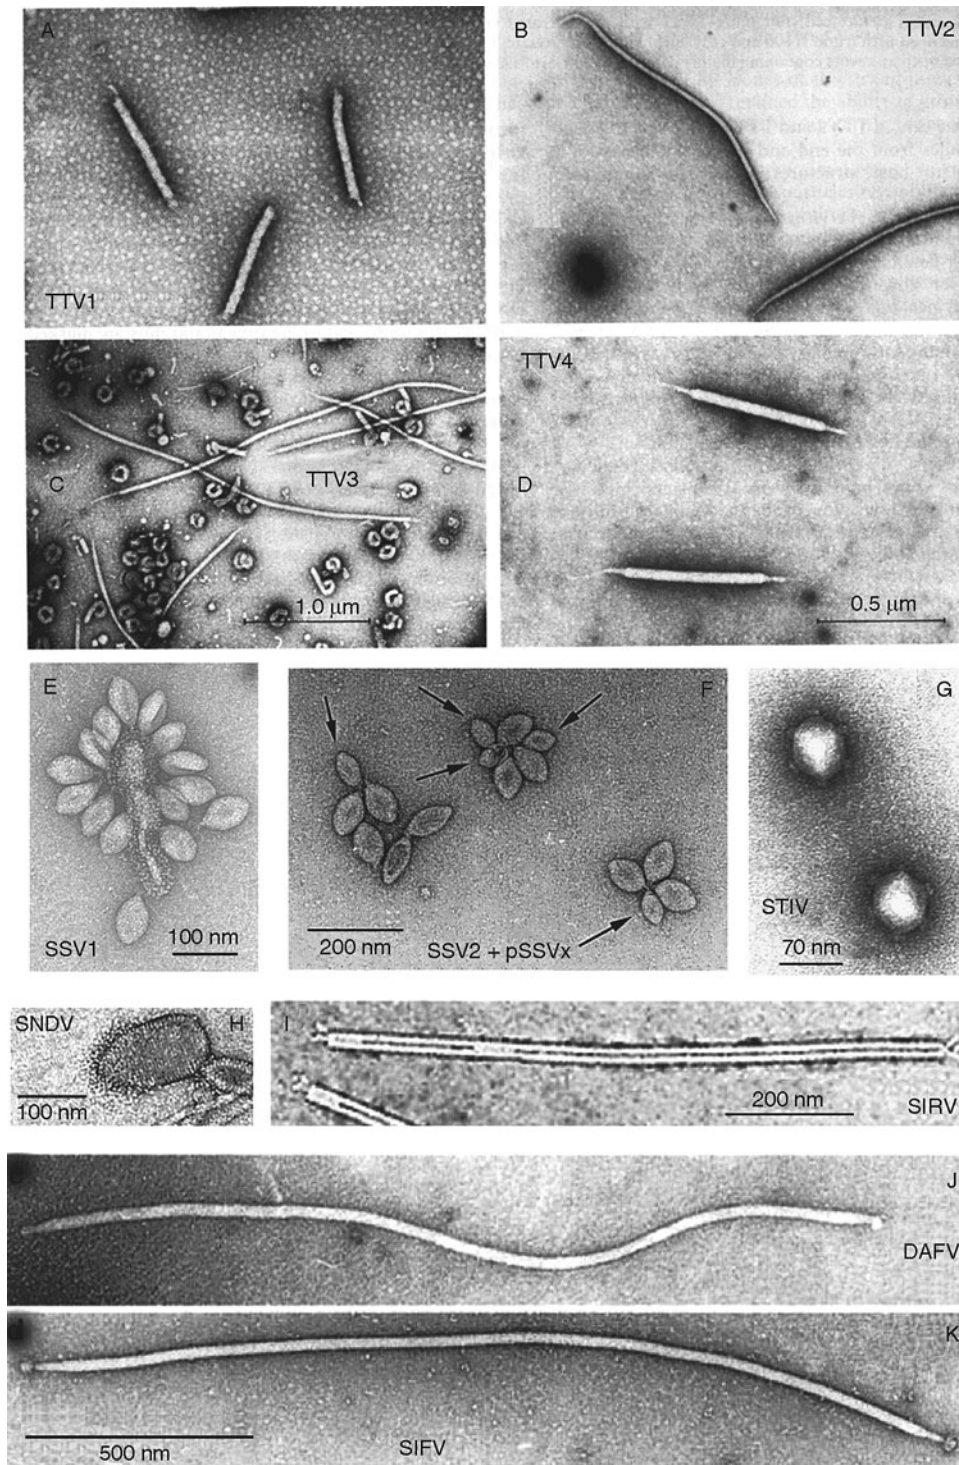 A
TTV1
B
TTV2
C
TTV3
1.0 μm
TTV4
D
0.5 μm
E
SSV1
100 nm
F
200 nm
SSV2 + pSSVx
G
STIV
70 nm
SNDV
H
100 nm
I
200 nm
SIRV
J
DAFV
K
500 nm
SIFV